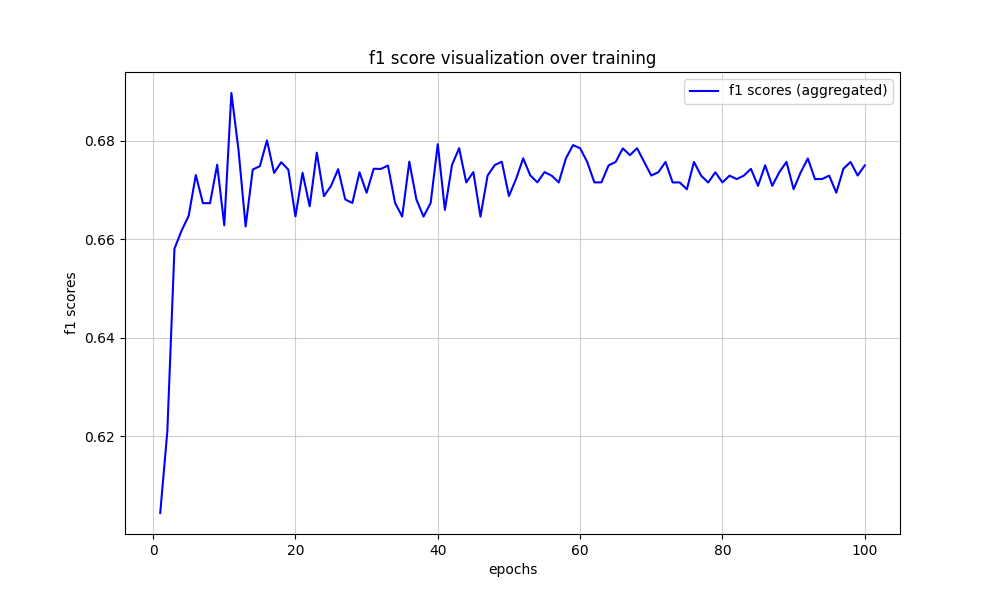 f1 score visualization over training
f1 scores (aggregated)
0.68
0.66
0.64
0.62
f1 scores
0 20 40 60 80 100
epochs